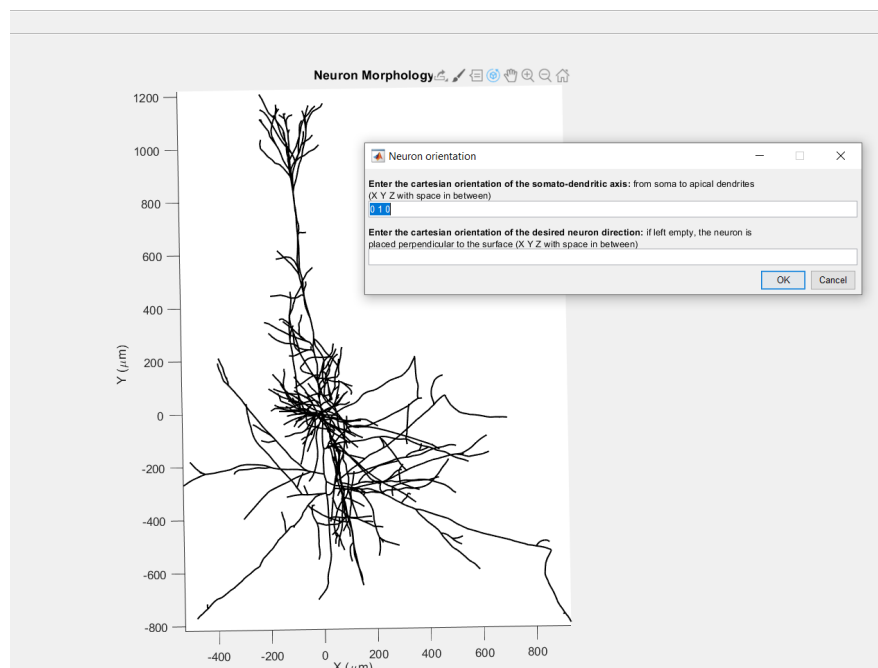 Neuron Morphology
1200
1000
800
600
400
200
0
-200
-400
-600
-800
Y (μm)
-400 -200 0 200 400 600 800
X (μm)
Neuron orientation
Enter the cartesian orientation of the somato-dendritic axis: from soma to apical dendrites
(X Y Z with space in between)
0 1 0
Enter the cartesian orientation of the desired neuron direction: if left empty, the neuron is
placed perpendicular to the surface (X Y Z with space in between)
OK Cancel